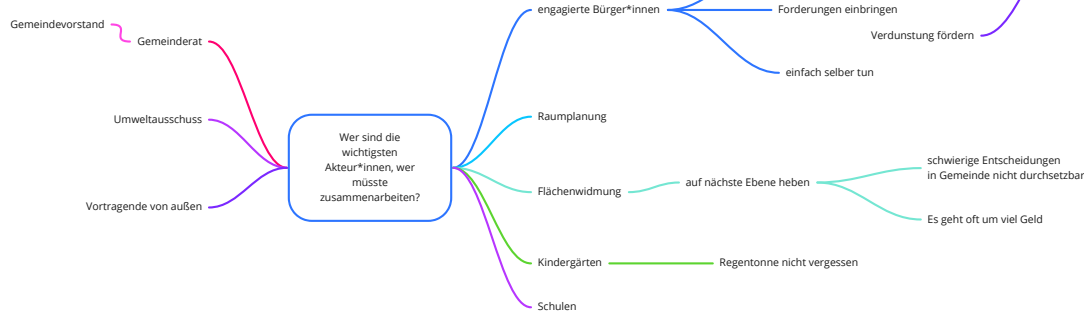 Gemeindevorstand
Gemeinderat
Umweltausschuss
Vortragende von außen
Wer sind die
wichtigsten
Akteur*innen, wer
müsste
zusammenarbeiten?
engagierte Bürger*innen
Forderungen einbringen
einfach selber tun
Verdunstung fördern
Raumplanung
Flächenwidmung
auf nächste Ebene heben
schwierige Entscheidungen
in Gemeinde nicht durchsetzbar
Es geht oft um viel Geld
Kindergärten
Regentonne nicht vergessen
Schulen